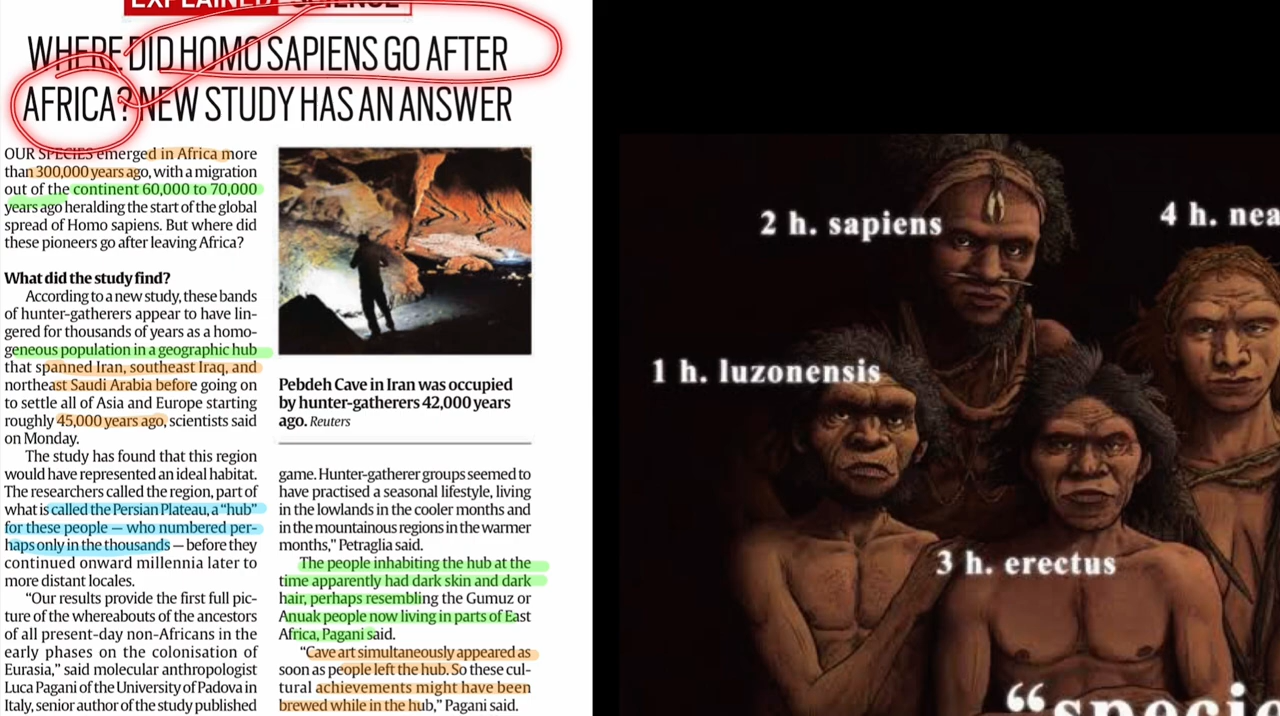 EXPLAINED SCIENCE
WHERE DID HOMO SAPIENS GO AFTER
AFRICA? NEW STUDY HAS AN ANSWER
OUR SPECIES emerged in Africa more
than 300,000 years ago, with a migration
out of the continent 60,000 to 70,000
years ago heralding the start of the global
spread of Homo sapiens. But where did
these pioneers go after leaving Africa?
What did the study find?
According to a new study, these bands
of hunter-gatherers appear to have lin-
gered for thousands of years as a homo-
geneous population in a geographic hub
that spanned Iran, southeast Iraq, and
northeast Saudi Arabia before going on
to settle all of Asia and Europe starting
roughly 45,000 years ago, scientists said
on Monday.
The study has found that this region
would have represented an ideal habitat.
The researchers called the region, part of
what is called the Persian Plateau, a “hub”
for these people — who numbered per-
haps only in the thousands — before they
continued onward millennia later to
more distant locales.
“Our results provide the first full pic-
ture of the whereabouts of the ancestors
of all present-day non-Africans in the
early phases on the colonisation of
Eurasia,” said molecular anthropologist
Luca Pagani of the University of Padova in
Italy, senior author of the study published
Pebdeh Cave in Iran was occupied
by hunter-gatherers 42,000 years
ago. Reuters
game. Hunter-gatherer groups seemed to
have practised a seasonal lifestyle, living
in the lowlands in the cooler months and
in the mountainous regions in the warmer
months,” Petraglia said.
The people inhabiting the hub at the
time apparently had dark skin and dark
hair, perhaps resembling the Gumuz or
Anuak people now living in parts of East
Africa, Pagani said.
“Cave art simultaneously appeared as
soon as people left the hub. So these cul-
tural achievements might have been
brewed while in the hub,” Pagani said.
2 h. sapiens
4 h. nea
1 h. luzonensis
3 h. erectus
“specie